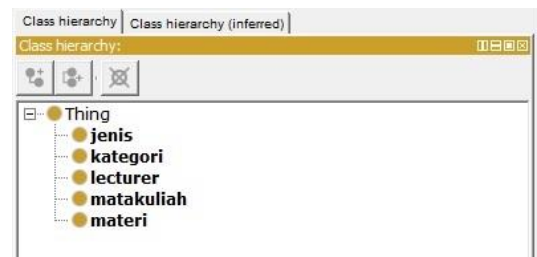 Class hierarchy Class hierarchy (inferred)
Class hierarchy:
Thing
jenis
kategori
lecturer
matakuliah
materi